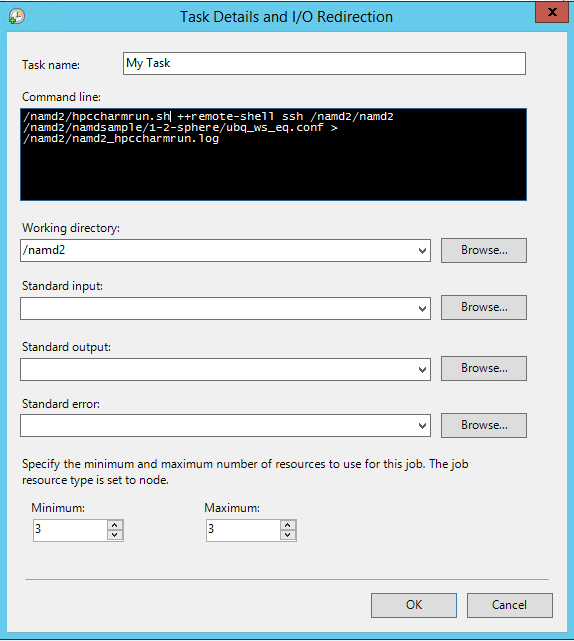 Task Details and I/O Redirection
Task name:
My Task
Command line:
/namd2/hpccharmrun.sh ++remote-shell ssh /namd2/namd2
/namd2/namdsample/1-2-sphere/ubq_ws_eq.conf >
/namd2/namd2_hpccharmrun.log
Working directory:
/namd2
Browse...
Standard input:
Browse...
Standard output:
Browse...
Standard error:
Browse...
Specify the minimum and maximum number of resources to use for this job. The job
resource type is set to node.
Minimum:
Maximum:
3
3
OK
Cancel